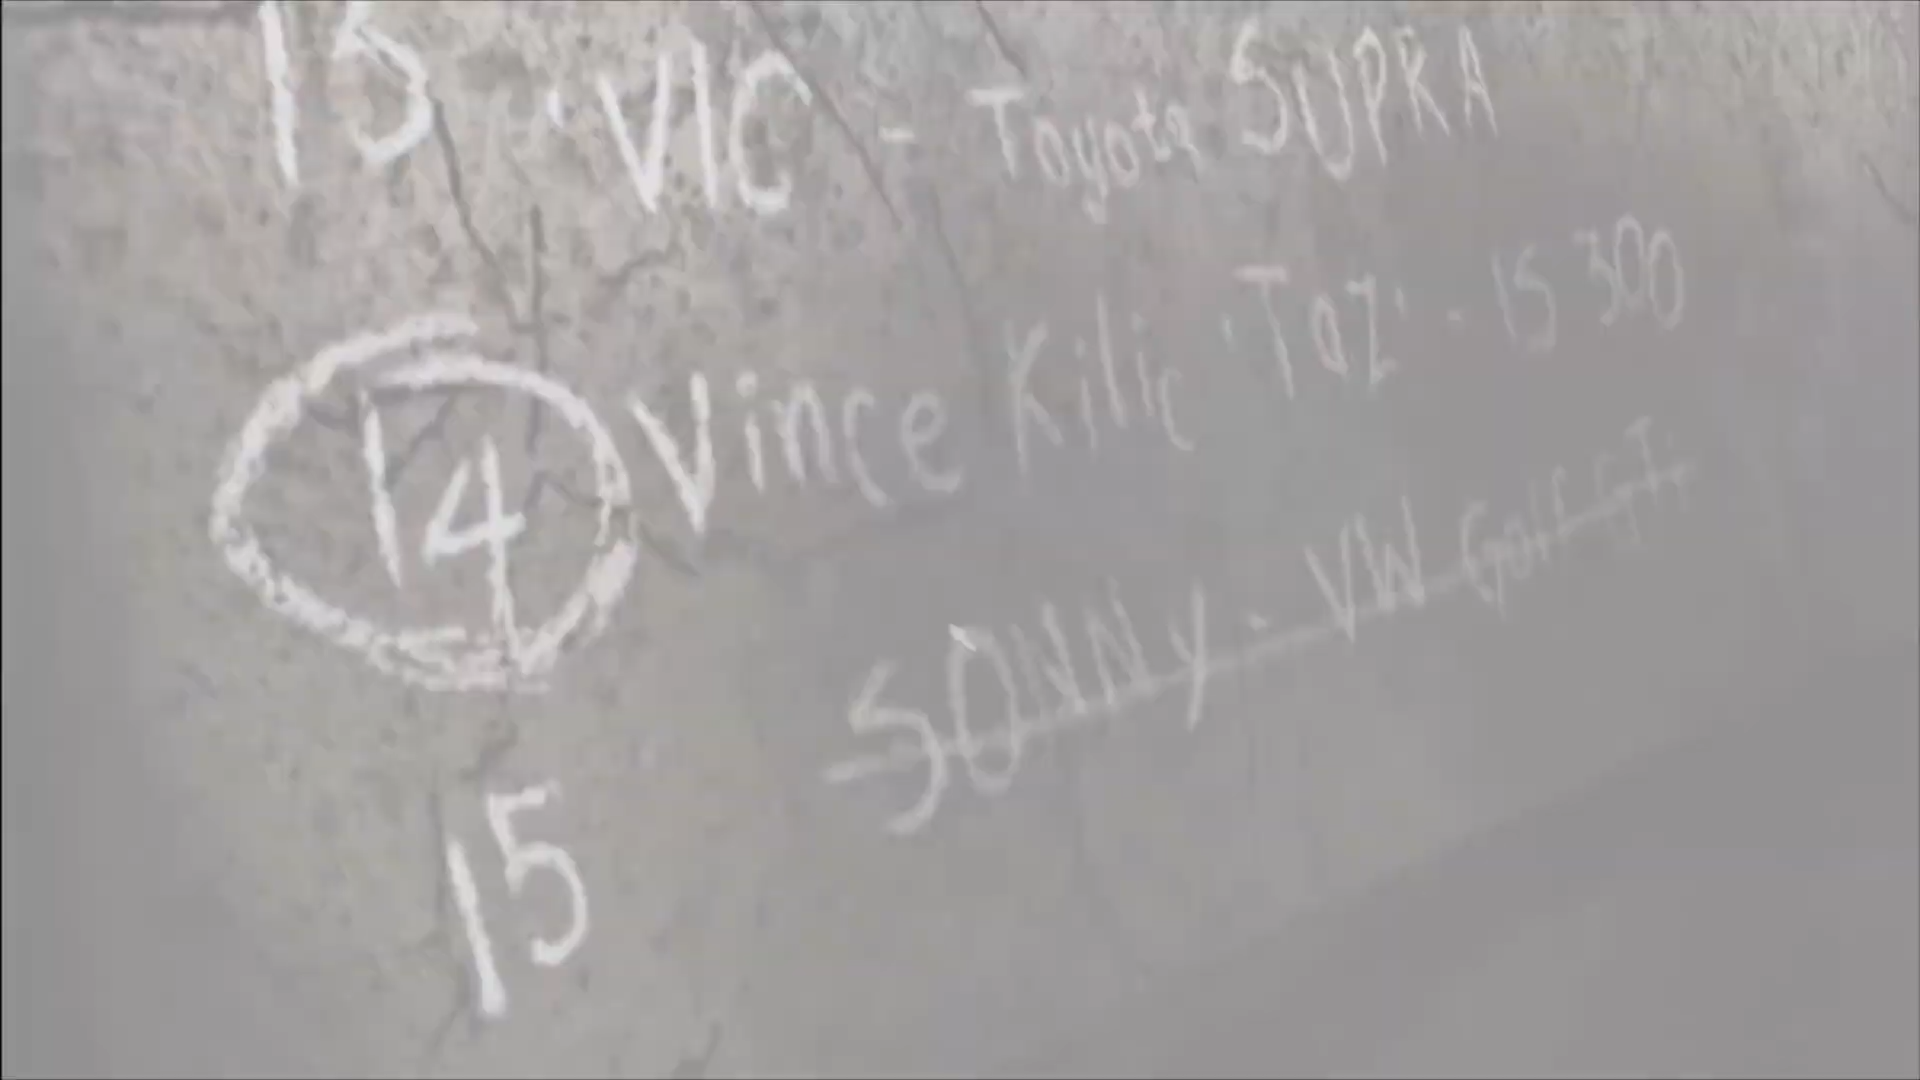 13 'VIC - Toyota SUPRA
14 Vince Kilic 'Taz' - IS 300
15 SONNY - VW Golf GTi